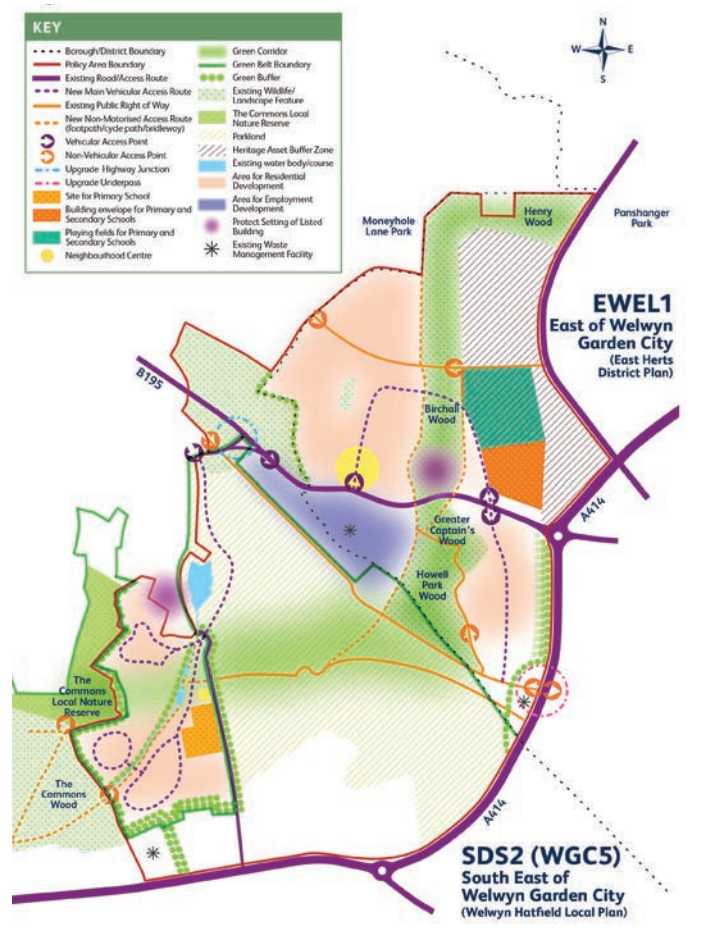 KEY
Borough/District Boundary
Policy Area Boundary
Existing Road/Access Route
New Main Vehicular Access Route
Existing Public Right of Way
New Non-Motorised Access Route
(footpath/cycle path/bridleway)
Vehicular Access Point
Non-Vehicular Access Point
Upgrade Highway Junction
Upgrade Underpass
Site for Primary School
Building envelope for Primary and
Secondary Schools
Playing fields for Primary and
Secondary Schools
Neighbourhood Centre
Green Corridor
Green Belt Boundary
Green Buffer
Existing Wildlife/
Landscape Feature
The Commons Local
Nature Reserve
Parkland
Heritage Asset Buffer Zone
Existing water body/course
Area for Residential
Development
Area for Employment
Development
Protect Setting of Listed
Building
Existing Waste
Management Facility
N
W
E
S
Moneyhole
Lane Park
Henry
Wood
Panshanger
Park
EWEL1
East of Welwyn
Garden City
(East Herts
District Plan)
B195
Birchall
Wood
A414
Greater
Captain's
Wood
Howell
Park
Wood
The
Commons
Local Nature
Reserve
The
Commons
Wood
A414
SDS2 (WGC5)
South East of
Welwyn Garden City
(Welwyn Hatfield Local Plan)